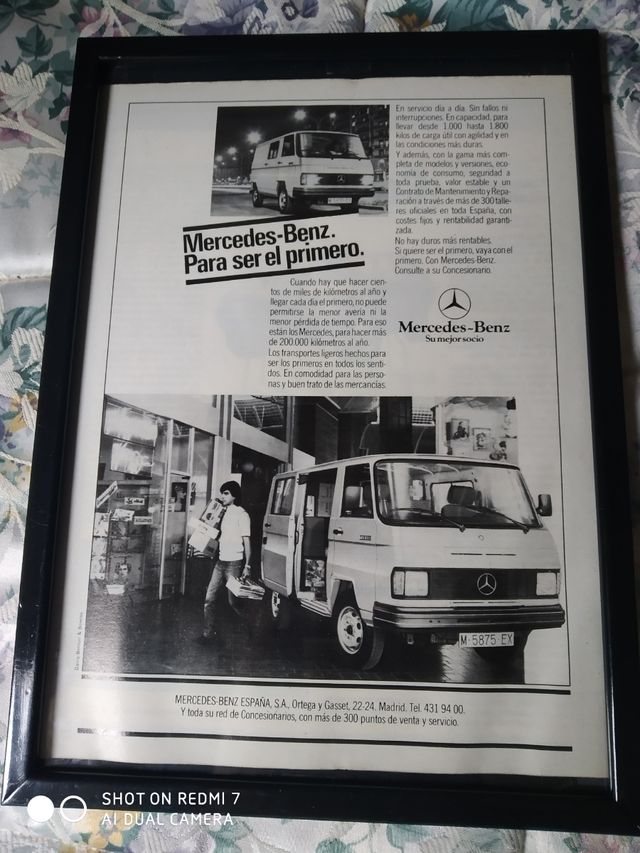 En servicio día a día. Sin fallos ni
interrupciones. En capacidad, para
llevar desde 1.000 hasta 1.800
kilos de carga útil con agilidad y en
las condiciones más duras.
Y además, con la gama más com-
pleta de modelos y versiones, eco-
nomía de consumo, seguridad a
toda prueba, valor estable y un
Contrato de Mantenimiento y Repa-
ración a través de más de 300 talle-
res oficiales en toda España, con
costes fijos y rentabilidad garanti-
zada.
No hay duros más rentables.
Si quiere ser el primero, vaya con el
primero. Con Mercedes-Benz.
Consulte a su Concesionario.
Mercedes-Benz.
Para ser el primero.
Cuando hay que hacer cien-
tos de miles de kilómetros al año y
llegar cada día el primero, no puede
permitirse la menor avería ni la
menor pérdida de tiempo. Para eso
están los Mercedes, para hacer más
de 200.000 kilómetros al año.
Los transportes ligeros hechos para
ser los primeros en todos los senti-
dos. En comodidad para las perso-
nas y buen trato de las mercancías.
Mercedes-Benz
Su mejor socio
M 5875 EX
MERCEDES-BENZ ESPAÑA, S.A., Ortega y Gasset, 22-24. Madrid. Tel. 431 94 00.
Y toda su red de Concesionarios, con más de 300 puntos de venta y servicio.
SHOT ON REDMI 7
AI DUAL CAMERA